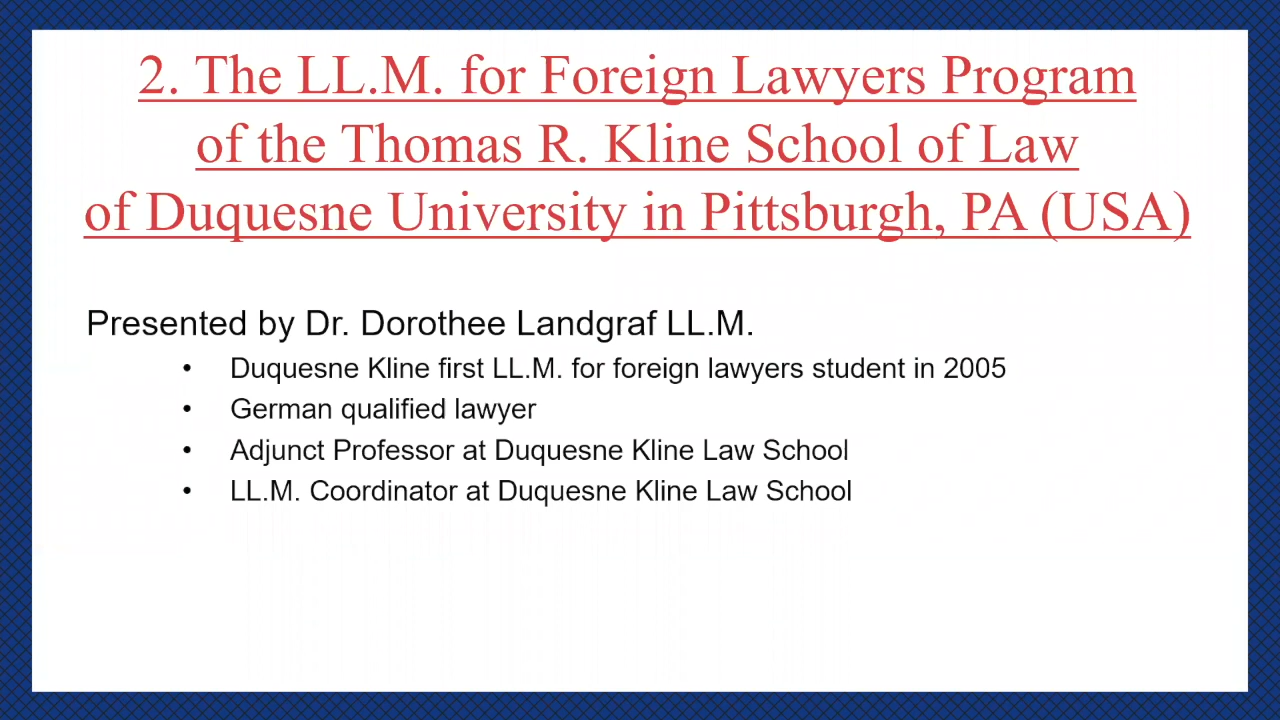 2. The LL.M. for Foreign Lawyers Program
of the Thomas R. Kline School of Law
of Duquesne University in Pittsburgh, PA (USA)
Presented by Dr. Dorothee Landgraf LL.M.
• Duquesne Kline first LL.M. for foreign lawyers student in 2005
• German qualified lawyer
• Adjunct Professor at Duquesne Kline Law School
• LL.M. Coordinator at Duquesne Kline Law School